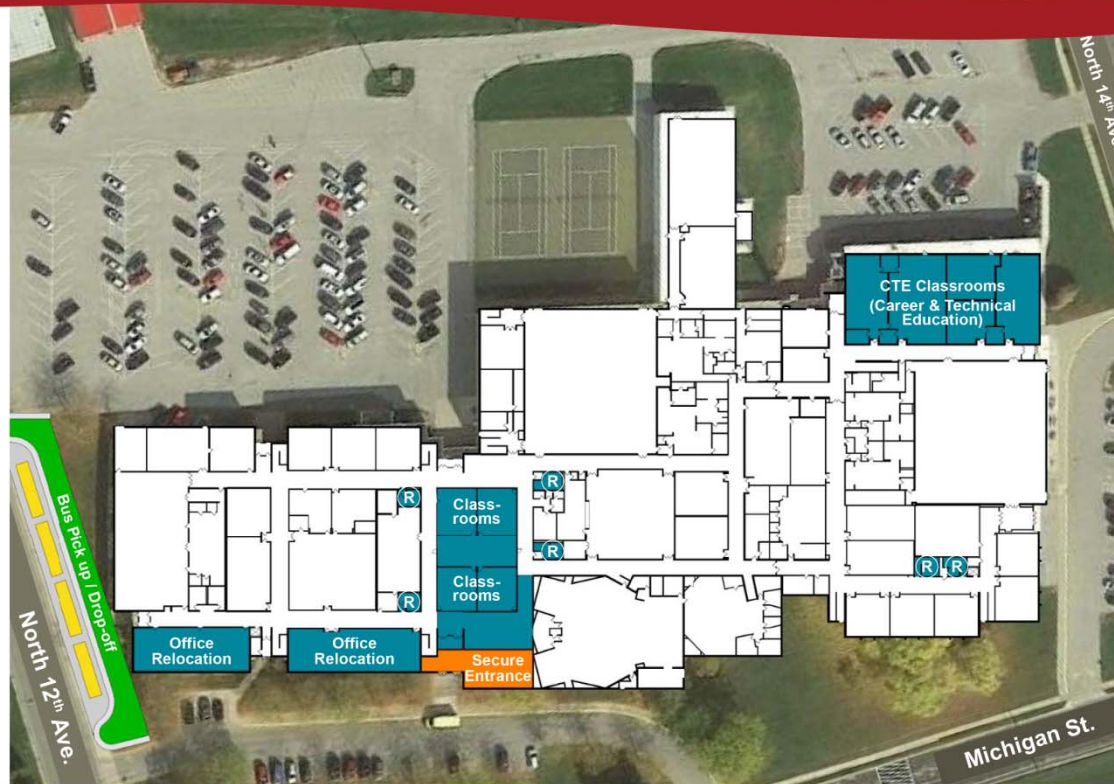 North 14th Ave.
CTE Classrooms
(Career & Technical
Education)
R
R
Class-
rooms
Bus Pick up / Drop-off
R
R
R
R
Class-
rooms
Office
Relocation
Office
Relocation
Secure
Entrance
North 12th Ave.
Michigan St.